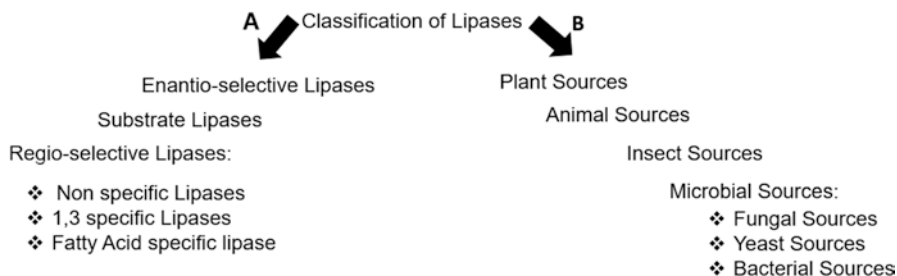 A Classification of Lipases B
Enantio-selective Lipases
Substrate Lipases
Regio-selective Lipases:
❖ Non specific Lipases
❖ 1,3 specific Lipases
❖ Fatty Acid specific lipase
Plant Sources
Animal Sources
Insect Sources
Microbial Sources:
❖ Fungal Sources
❖ Yeast Sources
❖ Bacterial Sources